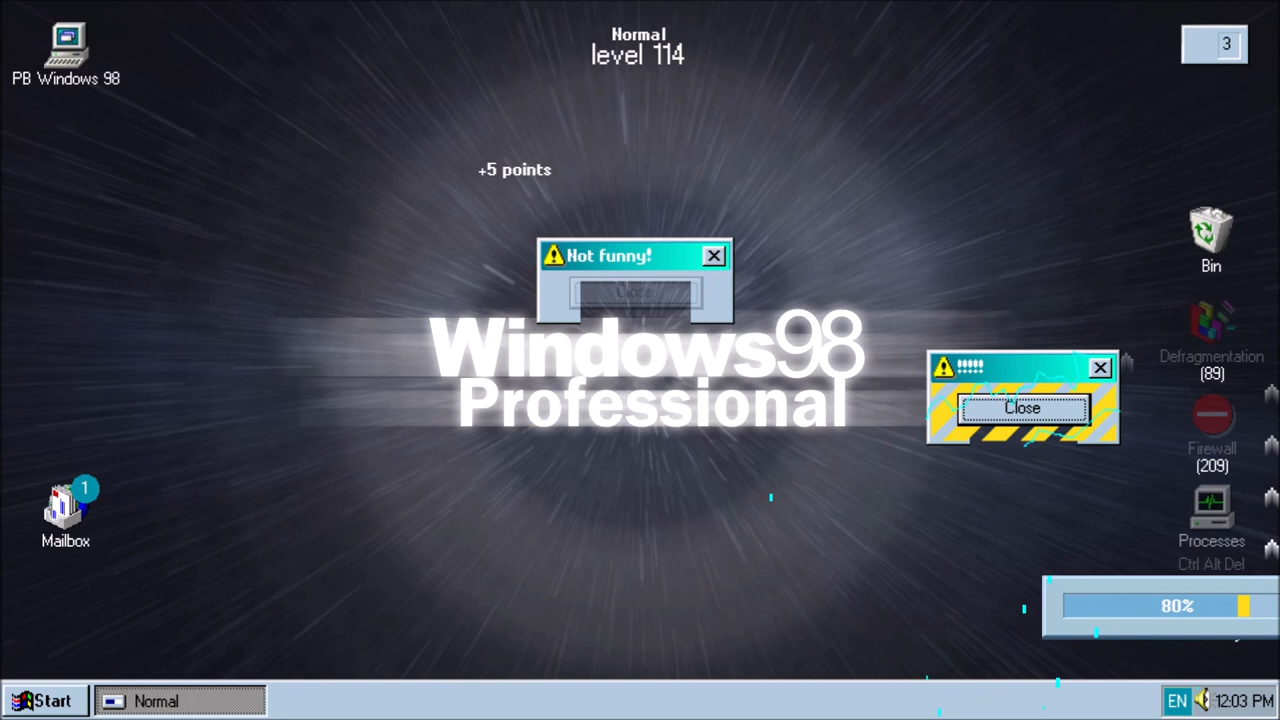 PB Windows 98
Normal
level 114
3
+5 points
Not funny!
Close
Bin
Windows98
Professional
!!!!!
Close
Defragmentation
(89)
Firewall
(209)
1
Mailbox
Processes
Ctrl Alt Del
80%
Start
Normal
EN
12:03 PM